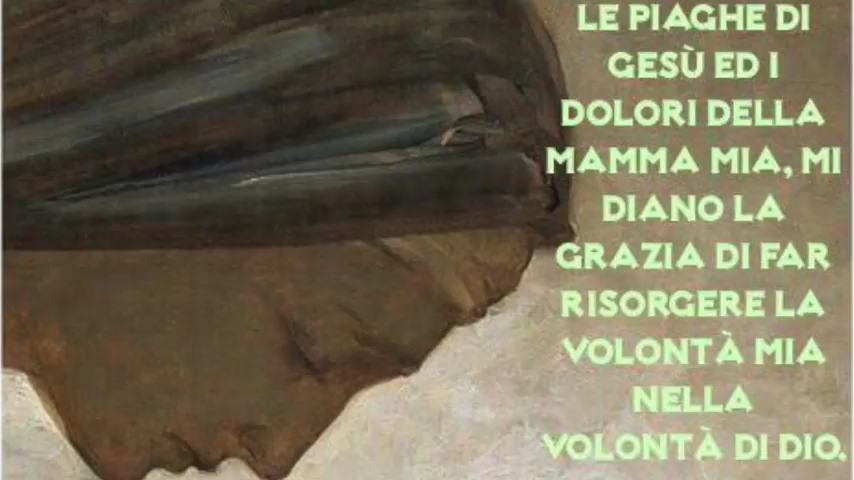 LE PIAGHE DI
GESÙ ED I
DOLORI DELLA
MAMMA MIA, MI
DIANO LA
GRAZIA DI FAR
RISORGERE LA
VOLONTÀ MIA
NELLA
VOLONTÀ DI DIO.